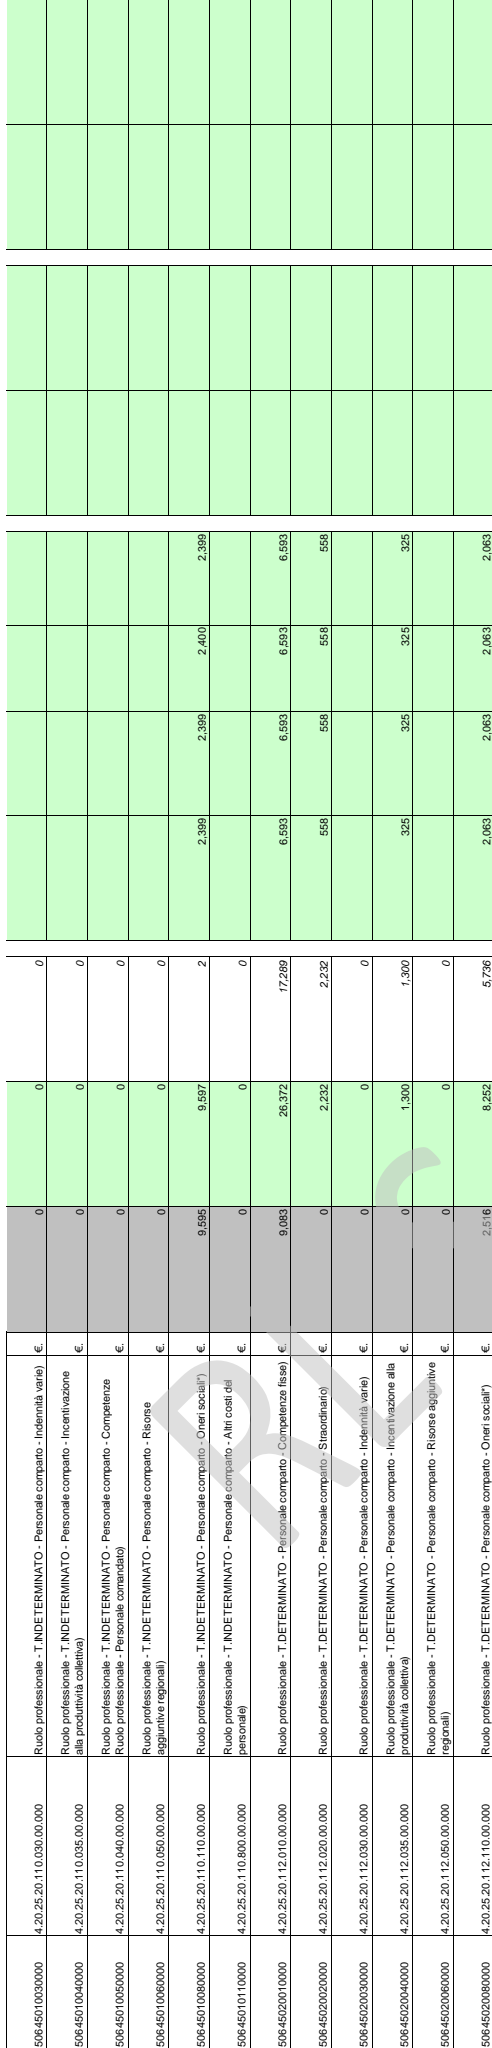 50645010030000 4.20.25.20.110.030.00.000 Ruolo professionale - T.INDETERMINATO - Personale comparto - Indennità varie) €. 0 0 0
50645010040000 4.20.25.20.110.035.00.000 Ruolo professionale - T.INDETERMINATO - Personale comparto - Incentivazione
alla produttività collettiva) €. 0 0 0
50645010050000 4.20.25.20.110.040.00.000 Ruolo professionale - T.INDETERMINATO - Personale comparto - Competenze
Ruolo professionale - Personale comandato) €. 0 0 0
50645010060000 4.20.25.20.110.050.00.000 Ruolo professionale - T.INDETERMINATO - Personale comparto - Risorse
aggiuntive regionali) €. 0 0 0
50645010080000 4.20.25.20.110.110.00.000 Ruolo professionale - T.INDETERMINATO - Personale comparto - Oneri sociali*) €. 9,595 9,597 2 2,399 2,399 2,400 2,399
50645010110000 4.20.25.20.110.800.00.000 Ruolo professionale - T.INDETERMINATO - Personale comparto - Altri costi del
personale) €. 0 0 0
50645020010000 4.20.25.20.112.010.00.000 Ruolo professionale - T.DETERMINATO - Personale comparto - Competenze fisse) €. 9,083 26,372 17,289 6,593 6,593 6,593 6,593
50645020020000 4.20.25.20.112.020.00.000 Ruolo professionale - T.DETERMINATO - Personale comparto - Straordinario) €. 0 2,232 2,232 558 558 558 558
50645020030000 4.20.25.20.112.030.00.000 Ruolo professionale - T.DETERMINATO - Personale comparto - Indennità varie) €. 0 0 0
50645020040000 4.20.25.20.112.035.00.000 Ruolo professionale - T.DETERMINATO - Personale comparto - Incentivazione alla
produttività collettiva) €. 0 1,300 1,300 325 325 325 325
50645020060000 4.20.25.20.112.050.00.000 Ruolo professionale - T.DETERMINATO - Personale comparto - Risorse aggiuntive
regionali) €. 0 0 0
50645020080000 4.20.25.20.112.110.00.000 Ruolo professionale - T.DETERMINATO - Personale comparto - Oneri sociali*) €. 2,516 8,252 5,736 2,063 2,063 2,063 2,063